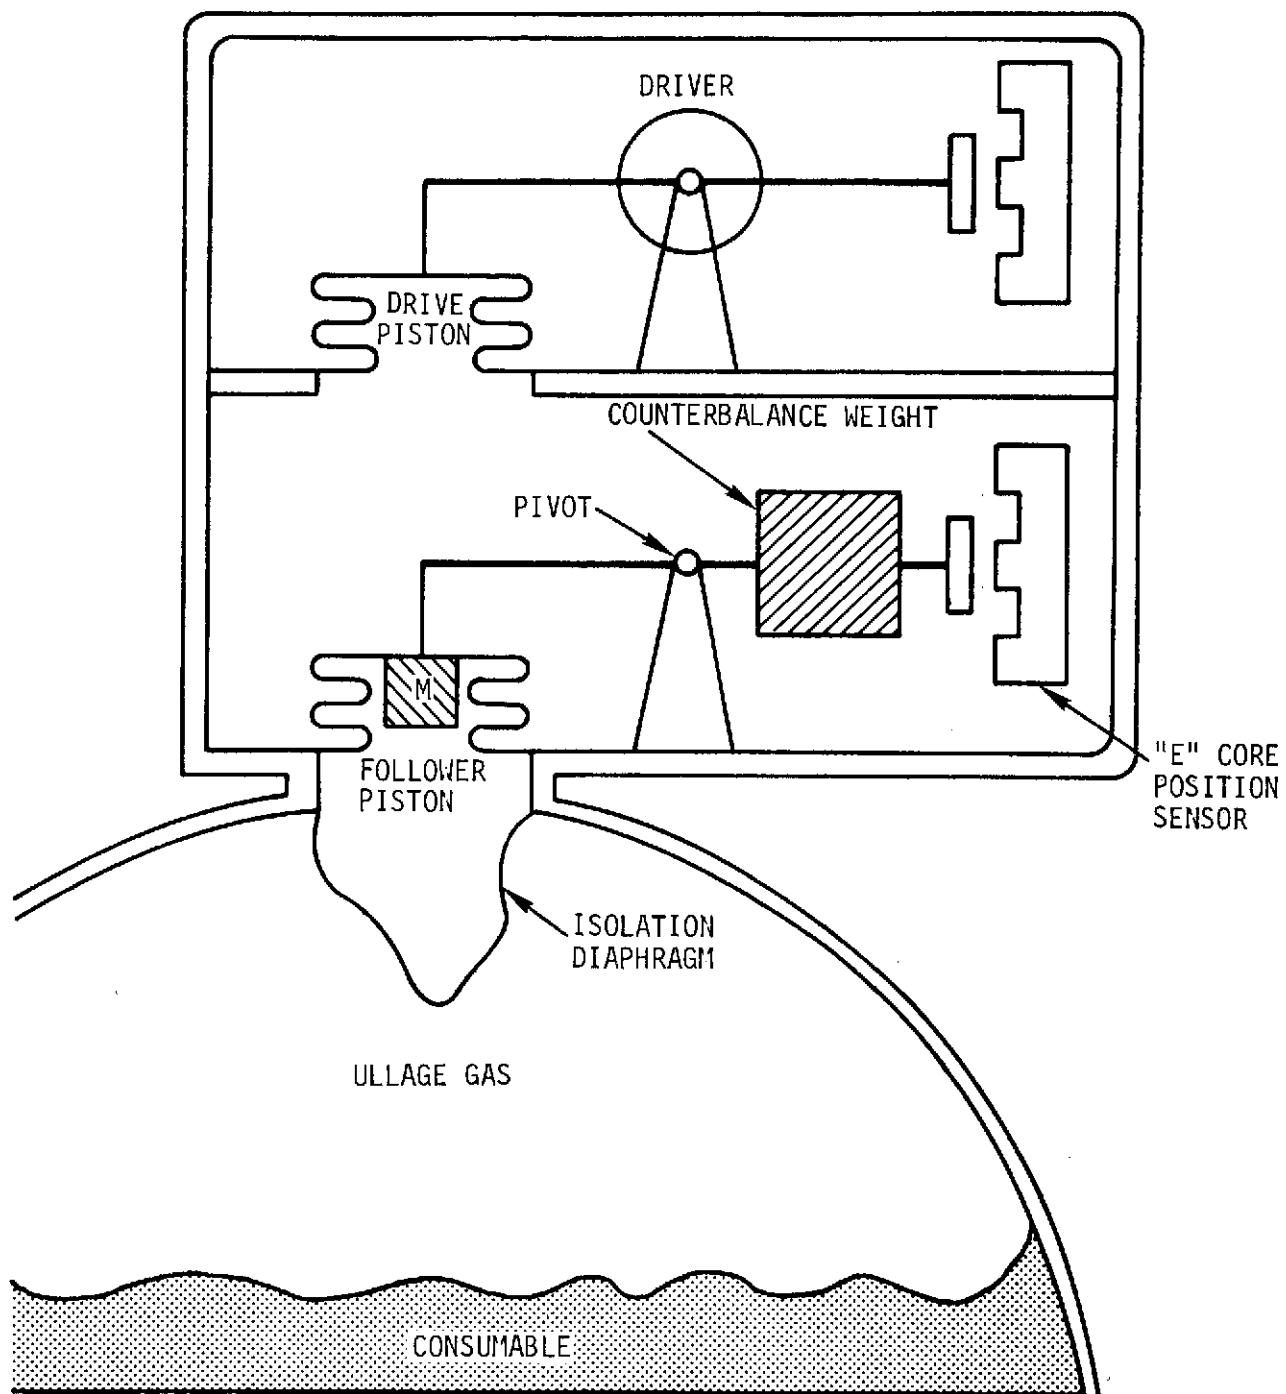 DRIVER
DRIVE
PISTON
COUNTERBALANCE WEIGHT
PIVOT
M
FOLLOWER
PISTON
"E" CORE
POSITION
SENSOR
ISOLATION
DIAPHRAGM
ULLAGE GAS
CONSUMABLE